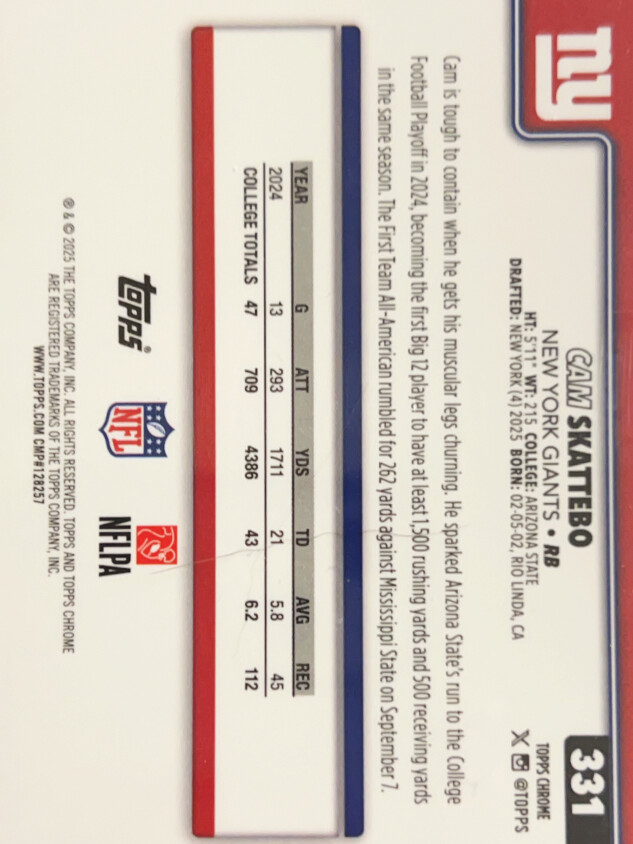 ny
331
CAM SKATTEBO
NEW YORK GIANTS • RB
HT: 5'11" WT: 215 COLLEGE: ARIZONA STATE
DRAFTED: NEW YORK (4) 2025 BORN: 02-05-02, RIO LINDA, CA
TOPPS CHROME
@TOPPS
Cam is tough to contain when he gets his muscular legs churning. He sparked Arizona State's run to the College
Football Playoff in 2024, becoming the first Big 12 player to have at least 1,500 rushing yards and 500 receiving yards
in the same season. The First Team All-American rumbled for 262 yards against Mississippi State on September 7.
YEAR G ATT YDS TD AVG REC
2024 13 293 1711 21 5.8 45
COLLEGE TOTALS 47 709 4386 43 6.2 112
topps® NFL NFLPA
® & © 2025 THE TOPPS COMPANY, INC. ALL RIGHTS RESERVED. TOPPS AND TOPPS CHROME
ARE REGISTERED TRADEMARKS OF THE TOPPS COMPANY, INC.
WWW.TOPPS.COM CMP#128257